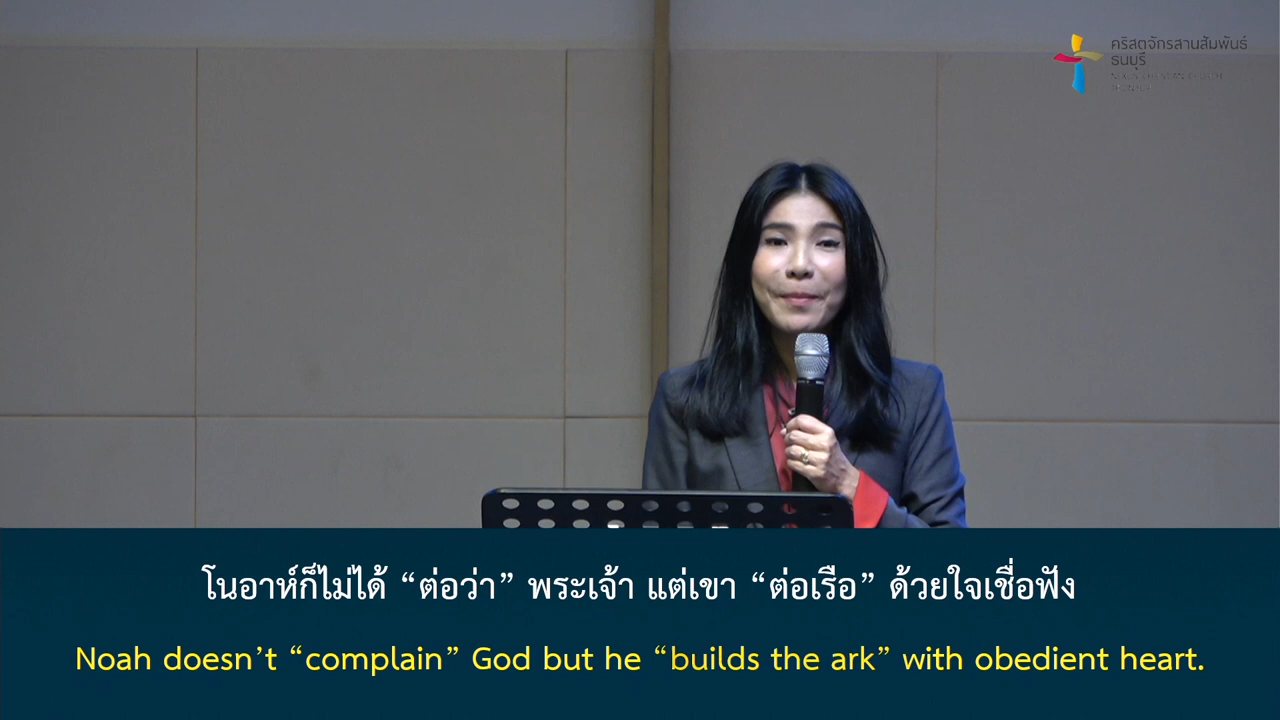 คริสตจักรสานสัมพันธ์
ธนบุรี
โนอาห์ก็ไม่ได้ “ต่อว่า” พระเจ้า แต่เขา “ต่อเรือ” ด้วยใจเชื่อฟัง
Noah doesn’t “complain” God but he “builds the ark” with obedient heart.